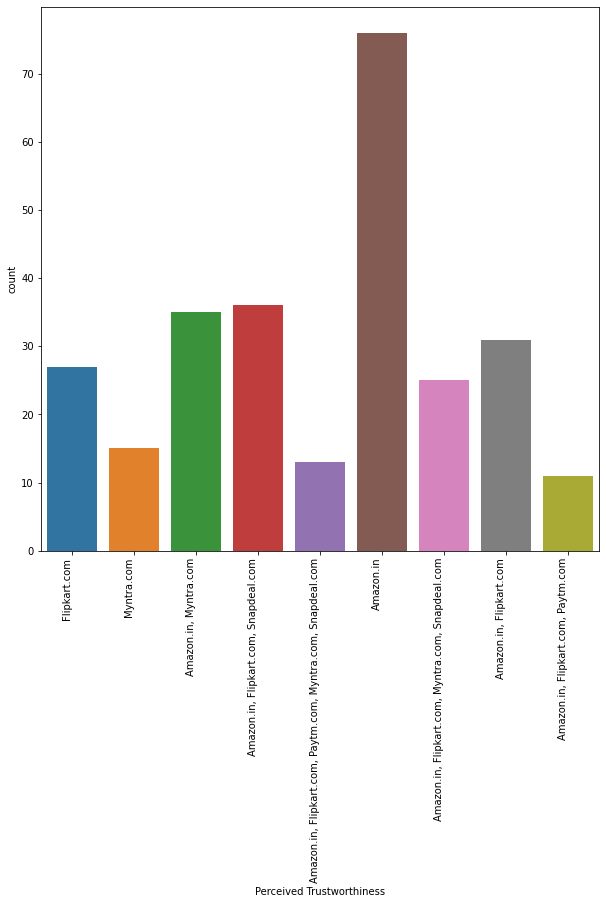 70
60
50
40
30
20
10
0
count
Flipkart.com
Myntra.com
Amazon.in, Myntra.com
Amazon.in, Flipkart.com, Snapdeal.com
Amazon.in, Flipkart.com, Paytm.com, Myntra.com, Snapdeal.com
Amazon.in
Amazon.in, Flipkart.com, Myntra.com, Snapdeal.com
Amazon.in, Flipkart.com
Amazon.in, Flipkart.com, Paytm.com
Perceived Trustworthiness